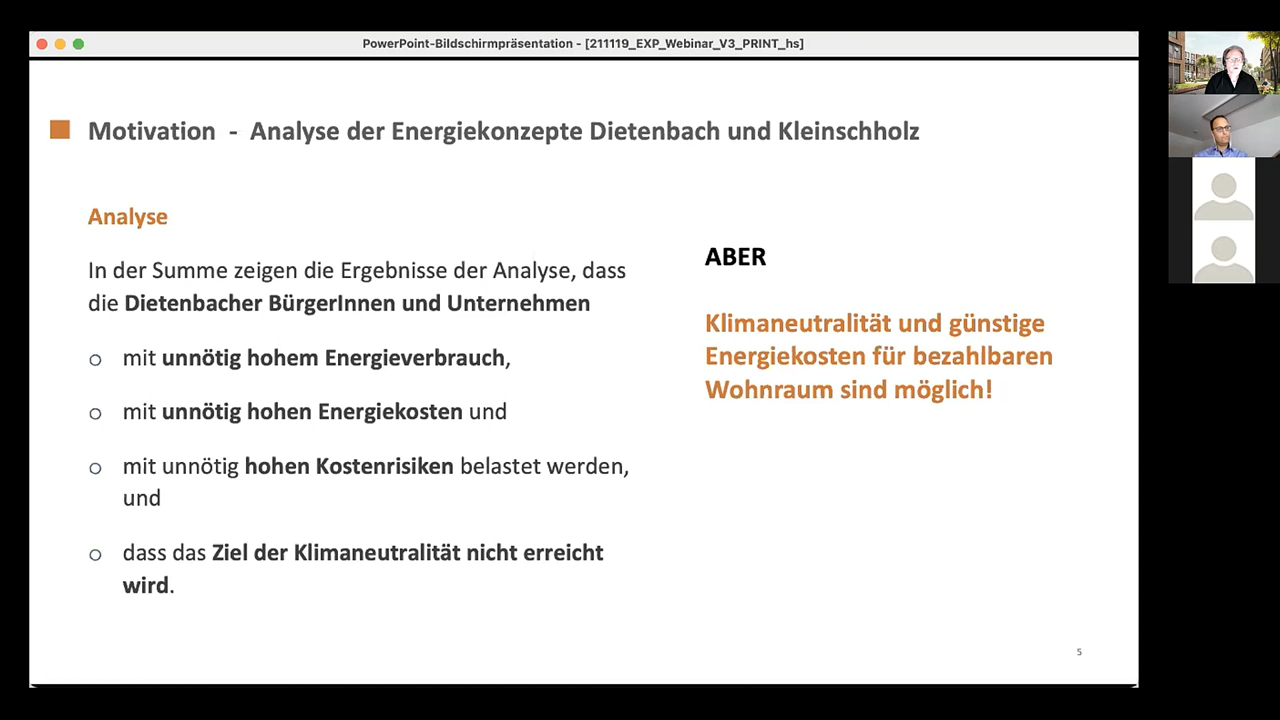 PowerPoint-Bildschirmpräsentation - [211119_EXP_Webinar_V3_PRINT_hs]
Motivation - Analyse der Energiekonzepte Dietenbach und Kleinschholz
Analyse
In der Summe zeigen die Ergebnisse der Analyse, dass
die Dietenbacher BürgerInnen und Unternehmen
o mit unnötig hohem Energieverbrauch,
o mit unnötig hohen Energiekosten und
o mit unnötig hohen Kostenrisiken belastet werden,
und
o dass das Ziel der Klimaneutralität nicht erreicht
wird.
ABER
Klimaneutralität und günstige
Energiekosten für bezahlbaren
Wohnraum sind möglich!
5